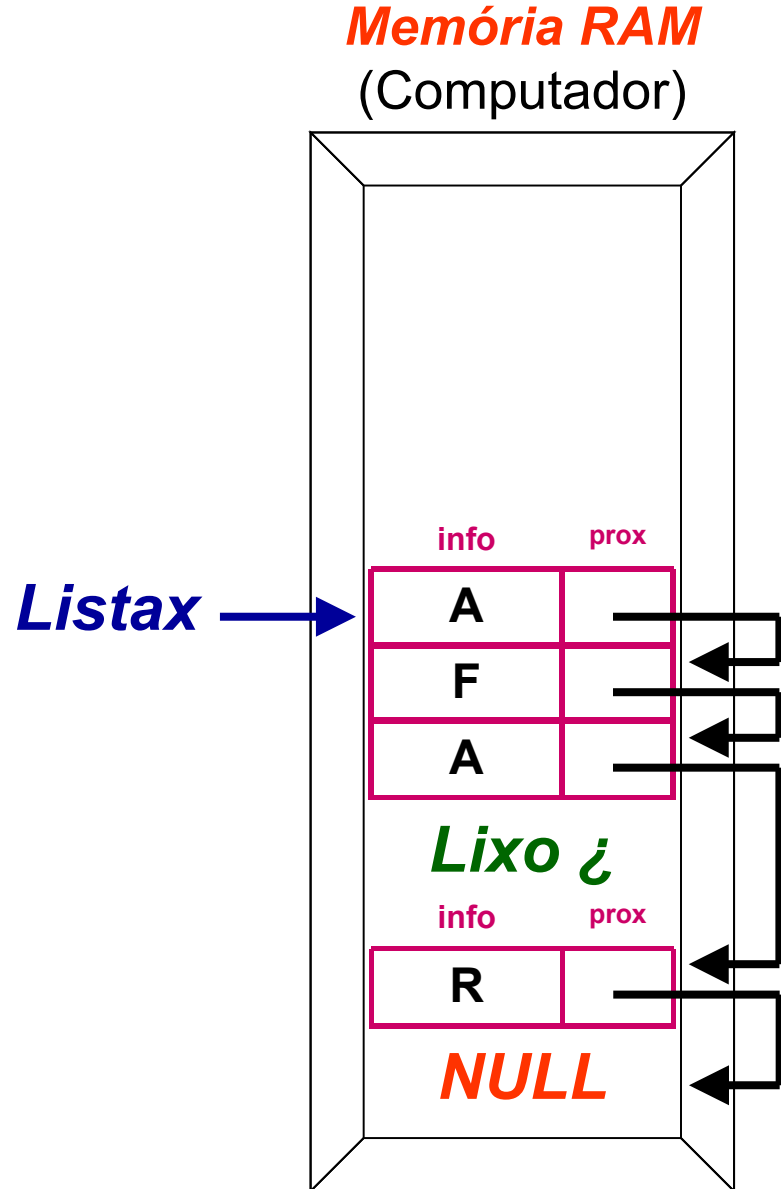 Memória RAM
(Computador)
info prox
Listax A
F
A
Lixo ¿
info prox
R
NULL